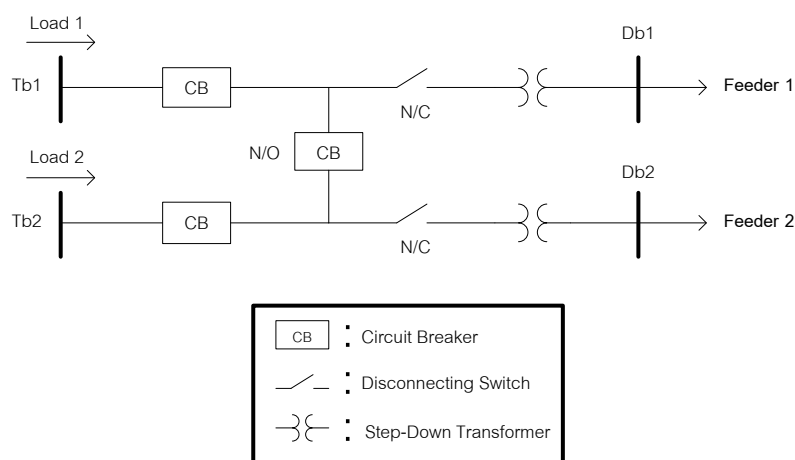 Load 1
Db1
Tb1
CB
Feeder 1
N/C
N/O
CB
Load 2
Db2
Tb2
CB
Feeder 2
N/C
CB : Circuit Breaker
: Disconnecting Switch
: Step-Down Transformer